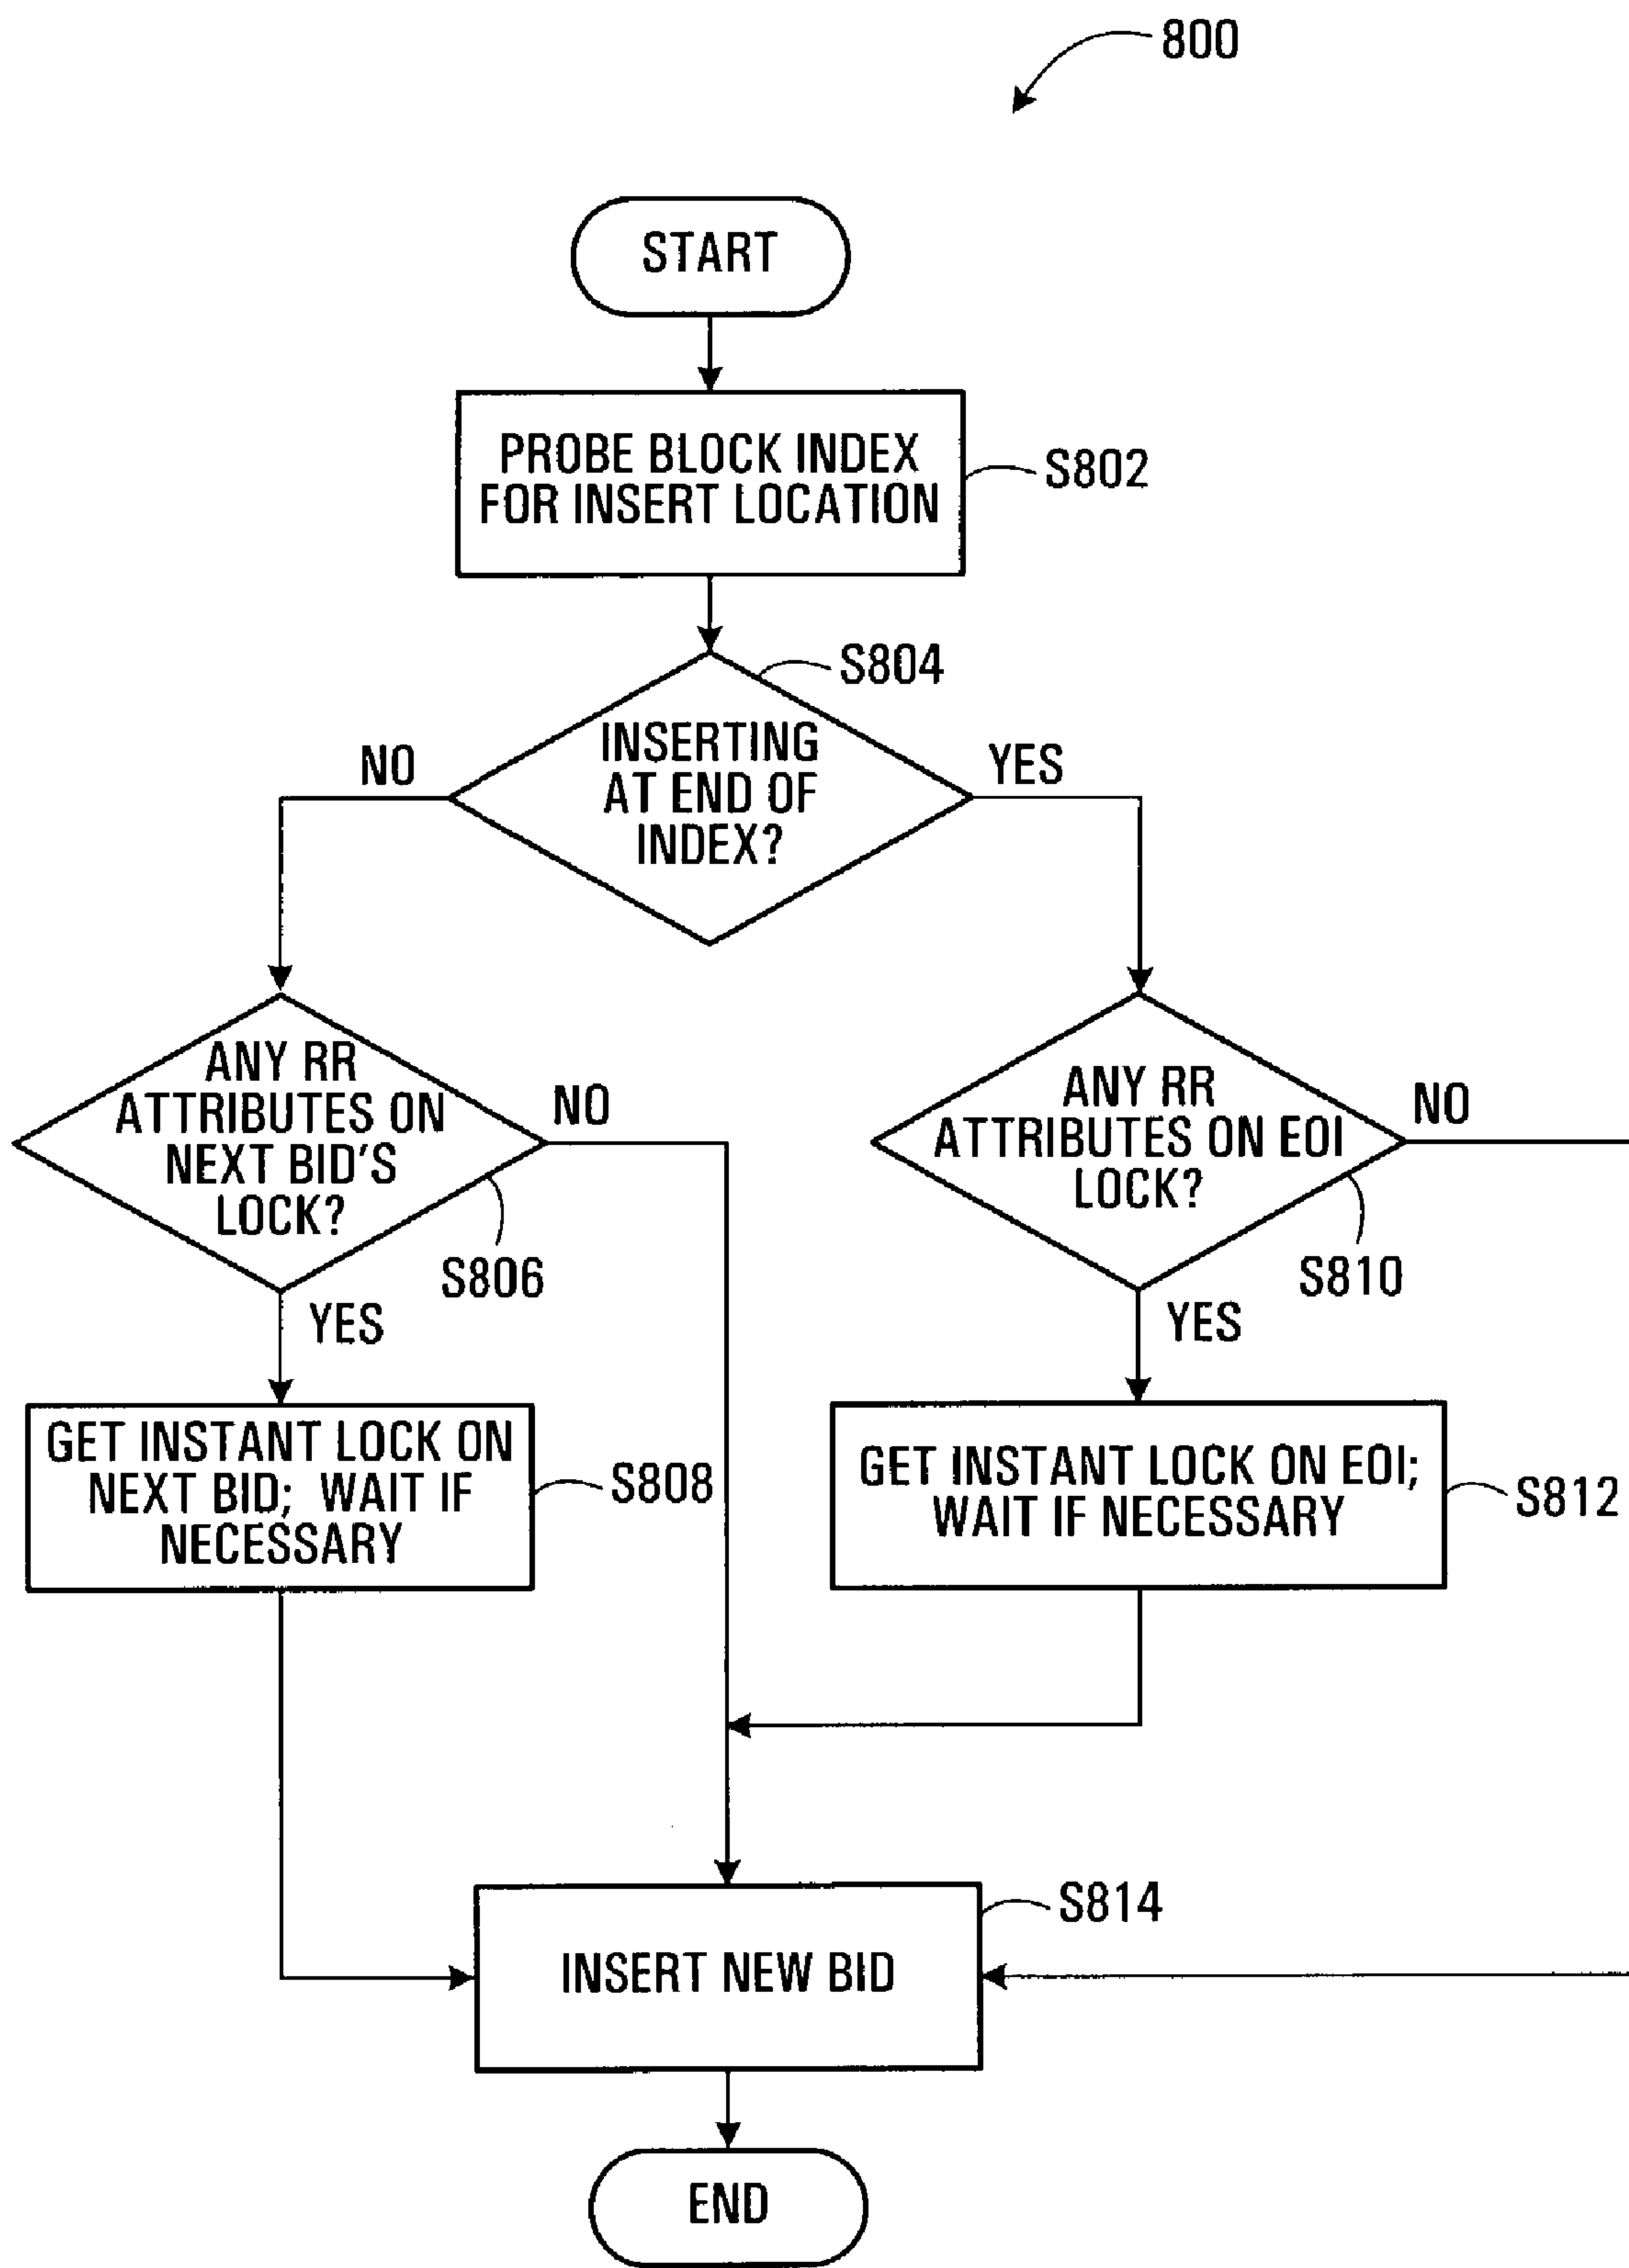 800
START
PROBE BLOCK INDEX
FOR INSERT LOCATION
S802
S804
INSERTING
AT END OF
INDEX?
NO
YES
ANY RR
ATTRIBUTES ON
NEXT BID'S
LOCK?
NO
S806
YES
ANY RR
ATTRIBUTES ON EOI
LOCK?
NO
S810
YES
GET INSTANT LOCK ON
NEXT BID; WAIT IF
NECESSARY
S808
GET INSTANT LOCK ON EOI;
WAIT IF NECESSARY
S812
S814
INSERT NEW BID
END